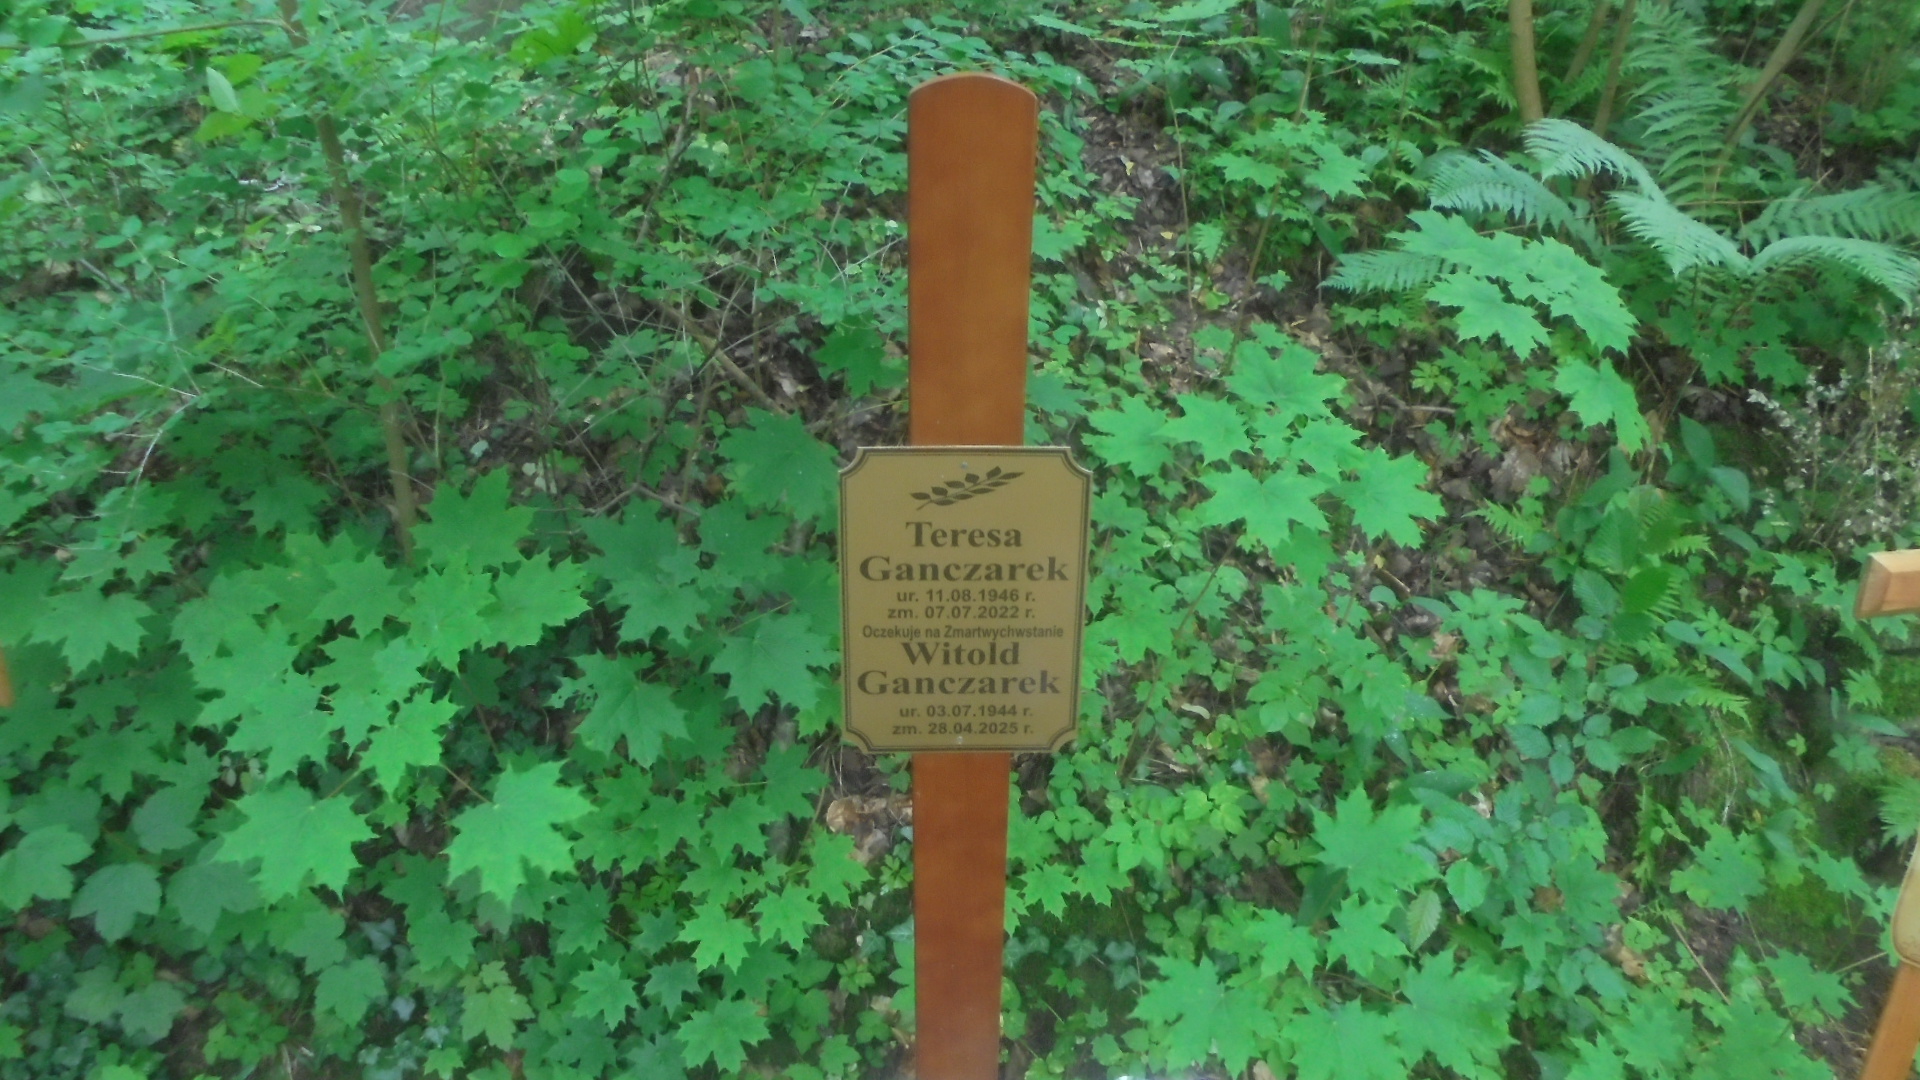 Teresa
Ganczarek
ur. 11.08.1946 r.
zm. 07.07.2022 r.
Oczekuje na Zmartwychwstanie
Witold
Ganczarek
ur. 03.07.1944 r.
zm. 28.04.2025 r.